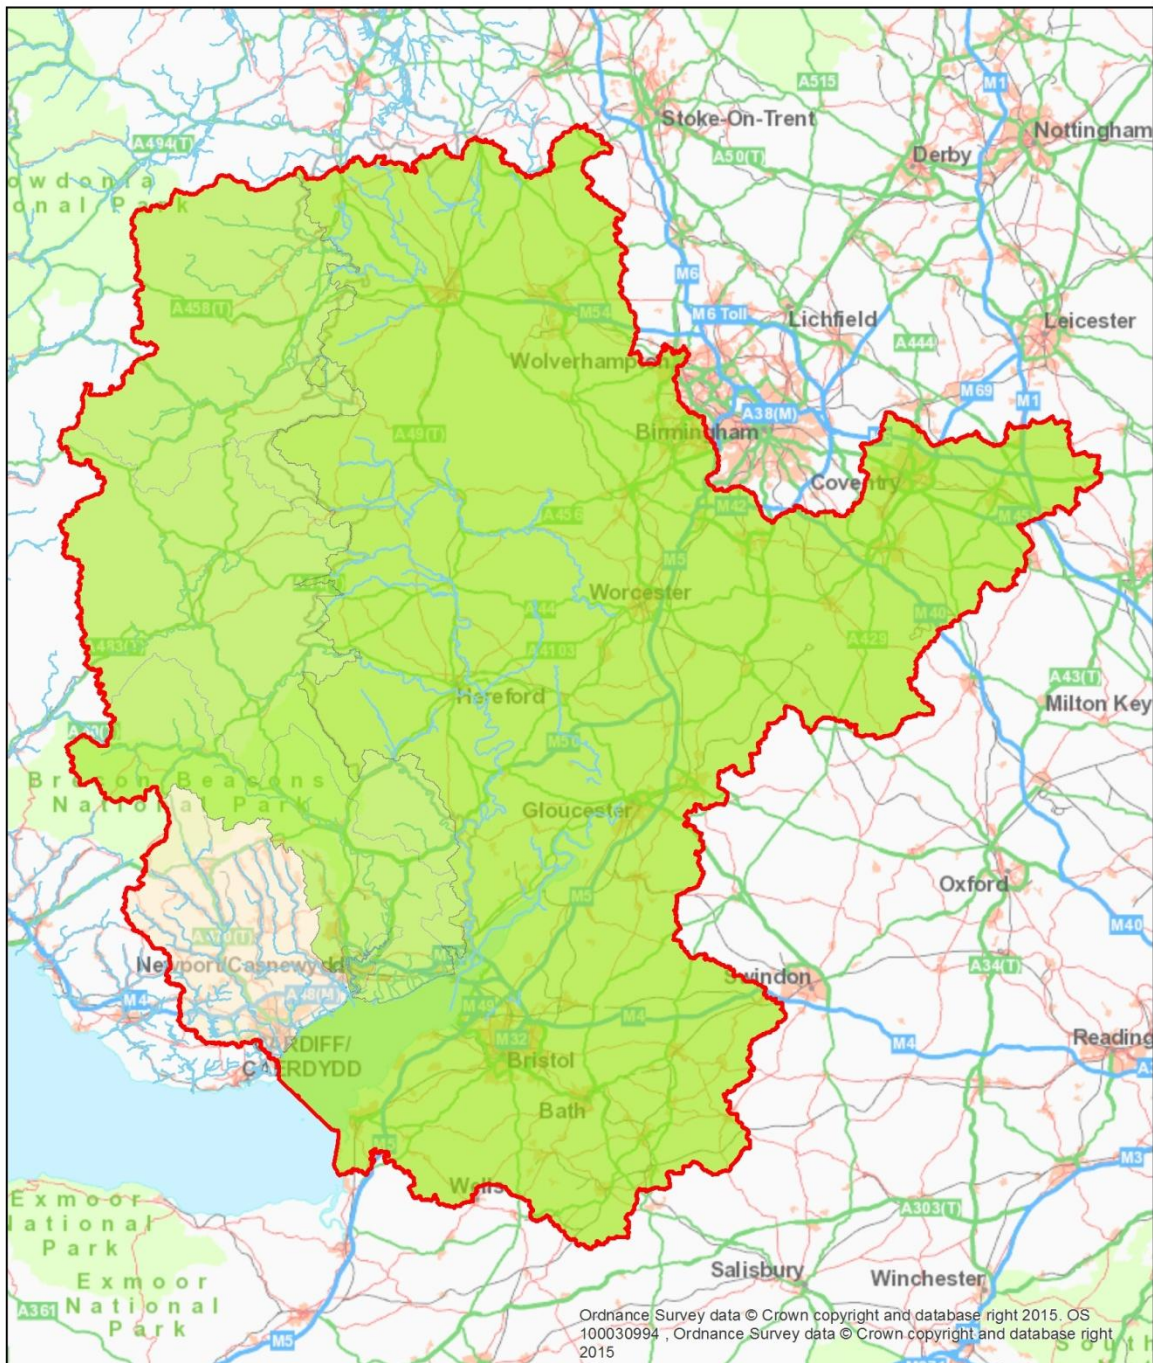 A515
M1
Stoke-On-Trent
Nottingham
A494(T)
A50(T)
Derby
owdonia
onal Park
M6
A458(T)
M54
M6 Toll
Lichfield
Leicester
A444
Wolverhampton
M69
M1
A38(M)
A49(T)
Birmingham
Coventry
M42
M45
A456
M5
Worcester
A44
M40
A429
A483(T)
A4103
A43(T)
Hereford
Milton Key
M50
Brecon Beacons
National Park
Gloucester
Oxford
M5
M40
A470(T)
A34(T)
Newport/Casnewydd
Swindon
M4
A48(M)
M49
M4
M32
M4
Reading
CARDIFF/
CAERDYDD
Bristol
Bath
M5
M3
Wells
Exmoor
National
Park
A303(T)
Exmoor
National
Park
A361
Salisbury
Winchester
M5
Ordnance Survey data © Crown copyright and database right 2015. OS
100030994 , Ordnance Survey data © Crown copyright and database right
2015
South